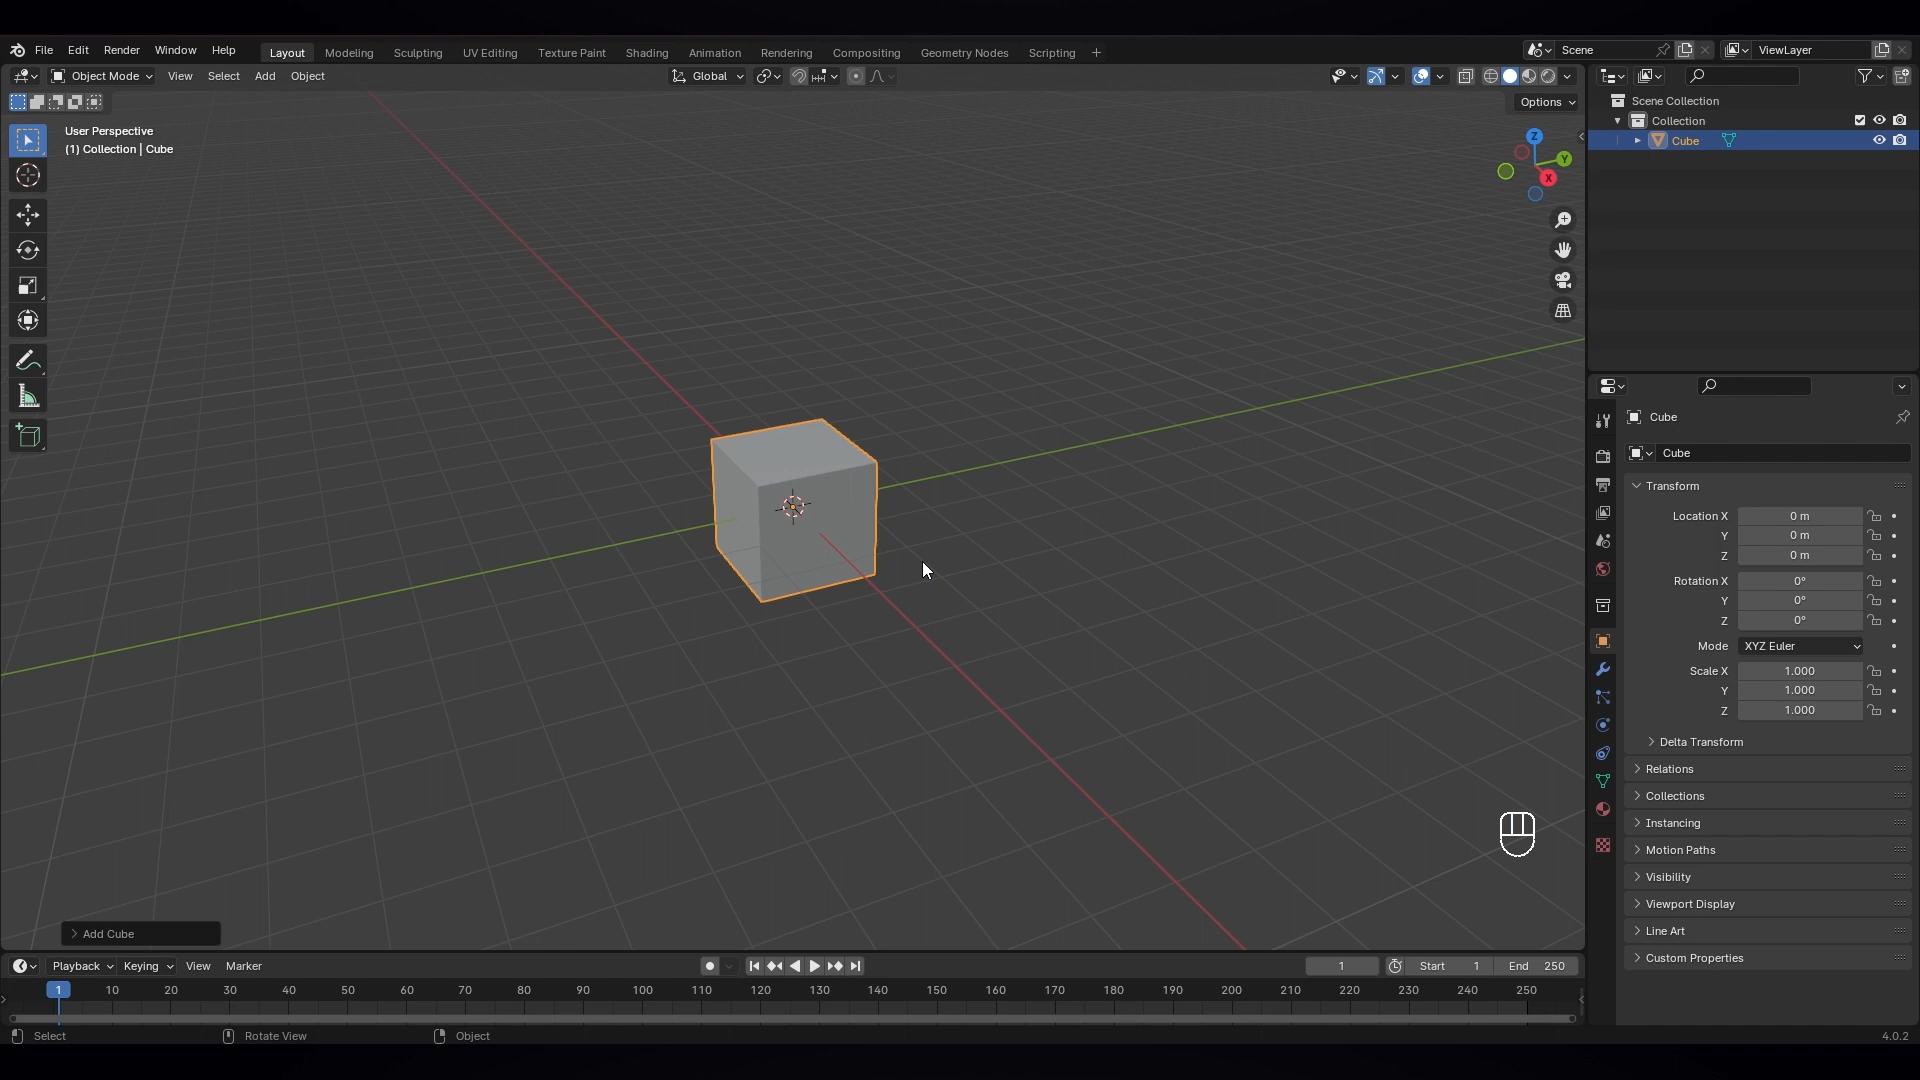 File Edit Render Window Help Layout Modeling Sculpting UV Editing Texture Paint Shading Animation Rendering Compositing Geometry Nodes Scripting + Scene ViewLayer
Object Mode View Select Add Object Global
Options
User Perspective
(1) Collection | Cube
Z
Y
X
Scene Collection
Collection
Cube
Cube
Cube
Transform
Location X 0 m
Y 0 m
Z 0 m
Rotation X 0°
Y 0°
Z 0°
Mode XYZ Euler
Scale X 1.000
Y 1.000
Z 1.000
Delta Transform
Relations
Collections
Instancing
Motion Paths
Visibility
Viewport Display
Line Art
Custom Properties
Add Cube
Playback Keying View Marker 1 Start 1 End 250
1 10 20 30 40 50 60 70 80 90 100 110 120 130 140 150 160 170 180 190 200 210 220 230 240 250
Select Rotate View Object 4.0.2